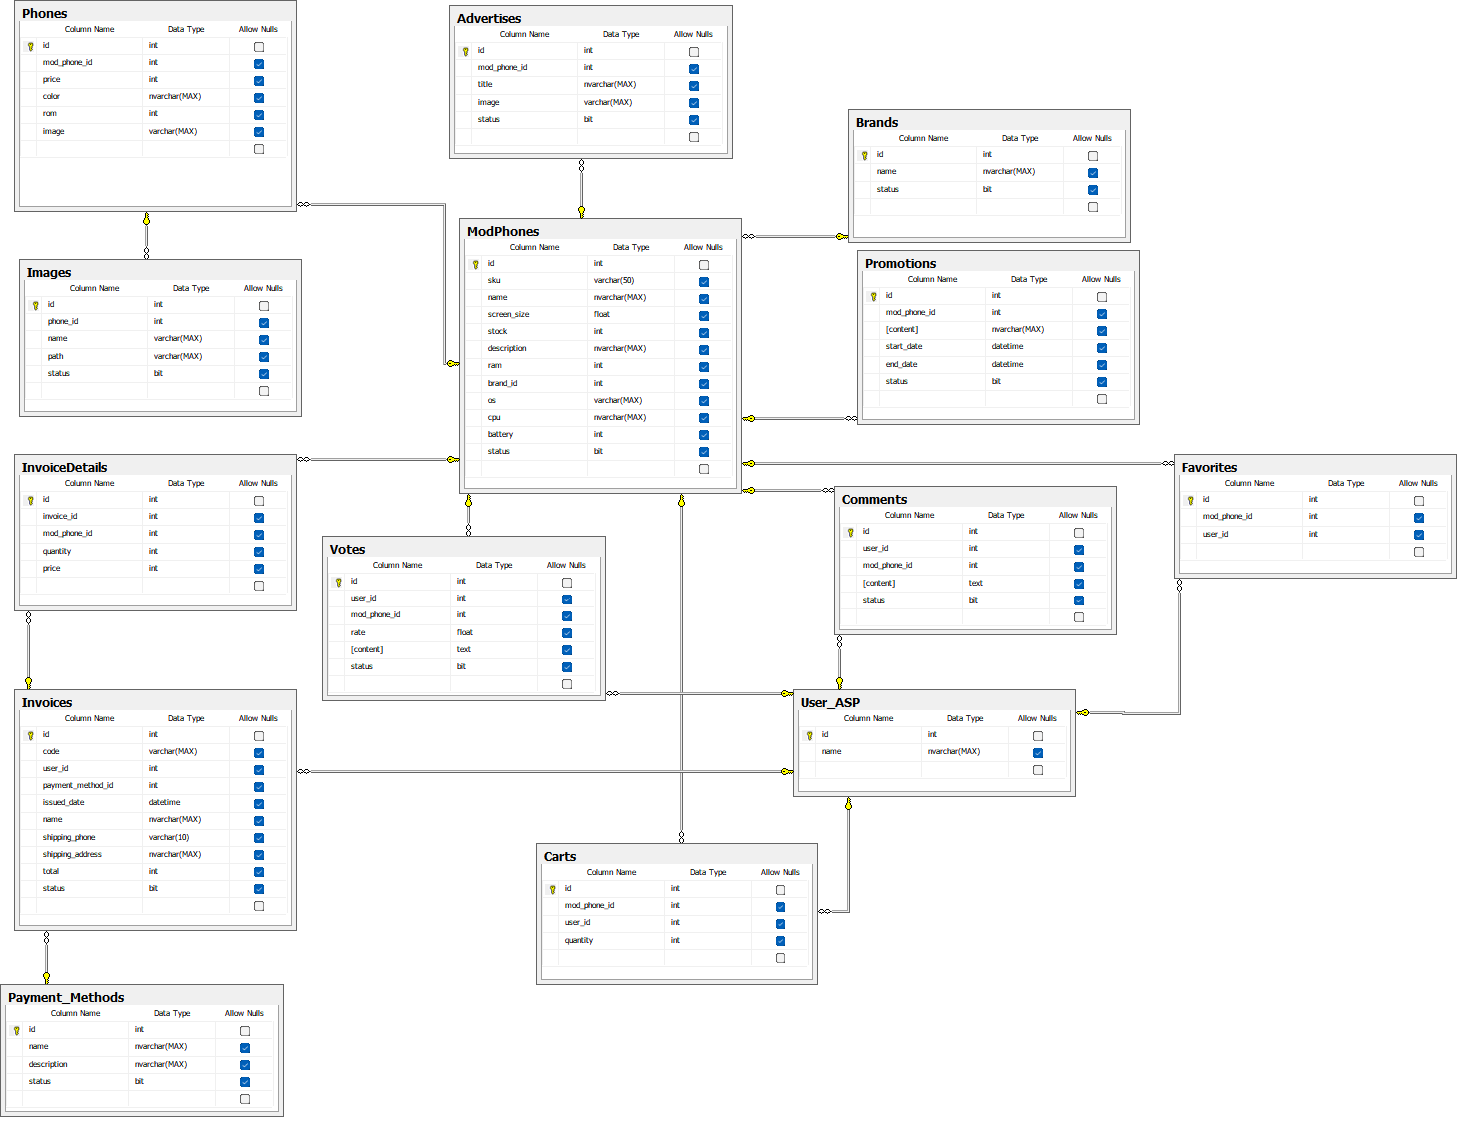 Phones
Column Name Data Type Allow Nulls
id int
mod_phone_id int
price int
color nvarchar(MAX)
rom int
image varchar(MAX)
Advertises
Column Name Data Type Allow Nulls
id int
mod_phone_id int
title nvarchar(MAX)
image varchar(MAX)
status bit
Brands
Column Name Data Type Allow Nulls
id int
name nvarchar(MAX)
status bit
ModPhones
Column Name Data Type Allow Nulls
id int
sku varchar(50)
name nvarchar(MAX)
screen_size float
stock int
description nvarchar(MAX)
ram int
brand_id int
os varchar(MAX)
cpu nvarchar(MAX)
battery int
status bit
Promotions
Column Name Data Type Allow Nulls
id int
mod_phone_id int
[content] nvarchar(MAX)
start_date datetime
end_date datetime
status bit
Images
Column Name Data Type Allow Nulls
id int
phone_id int
name varchar(MAX)
path varchar(MAX)
status bit
InvoiceDetails
Column Name Data Type Allow Nulls
id int
invoice_id int
mod_phone_id int
quantity int
price int
Favorites
Column Name Data Type Allow Nulls
id int
mod_phone_id int
user_id int
Comments
Column Name Data Type Allow Nulls
id int
user_id int
mod_phone_id int
[content] text
status bit
Votes
Column Name Data Type Allow Nulls
id int
user_id int
mod_phone_id int
rate float
[content] text
status bit
Invoices
Column Name Data Type Allow Nulls
id int
code varchar(MAX)
user_id int
payment_method_id int
issued_date datetime
name nvarchar(MAX)
shipping_phone varchar(10)
shipping_address nvarchar(MAX)
total int
status bit
User_ASP
Column Name Data Type Allow Nulls
id int
name nvarchar(MAX)
Carts
Column Name Data Type Allow Nulls
id int
mod_phone_id int
user_id int
quantity int
Payment_Methods
Column Name Data Type Allow Nulls
id int
name nvarchar(MAX)
description nvarchar(MAX)
status bit